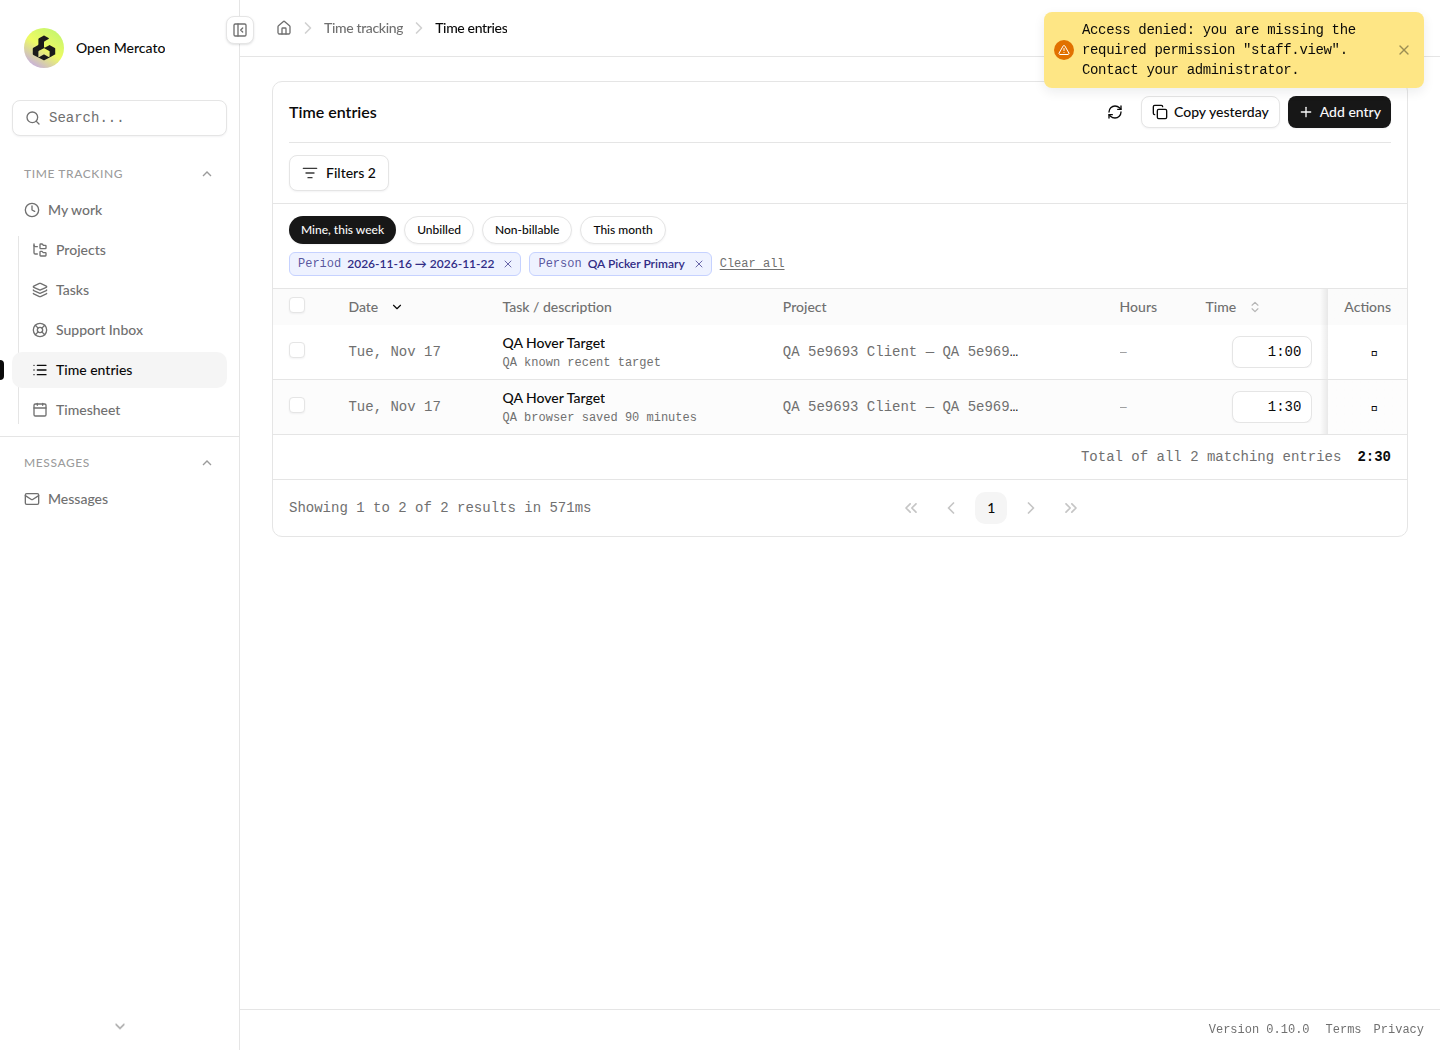 Open Mercato
Search...
TIME TRACKING
My work
Projects
Tasks
Support Inbox
Time entries
Timesheet
MESSAGES
Messages
Time tracking
Time entries
Access denied: you are missing the
required permission "staff.view".
Contact your administrator.
Time entries
Copy yesterday
Add entry
Filters 2
Mine, this week
Unbilled
Non-billable
This month
Period 2026-11-16 → 2026-11-22
Person QA Picker Primary
Clear all
Date
Task / description
Project
Hours
Time
Actions
Tue, Nov 17
QA Hover Target
QA known recent target
QA 5e9693 Client — QA 5e969…
–
1:00
Tue, Nov 17
QA Hover Target
QA browser saved 90 minutes
QA 5e9693 Client — QA 5e969…
–
1:30
Total of all 2 matching entries 2:30
Showing 1 to 2 of 2 results in 571ms
1
Version 0.10.0 Terms Privacy